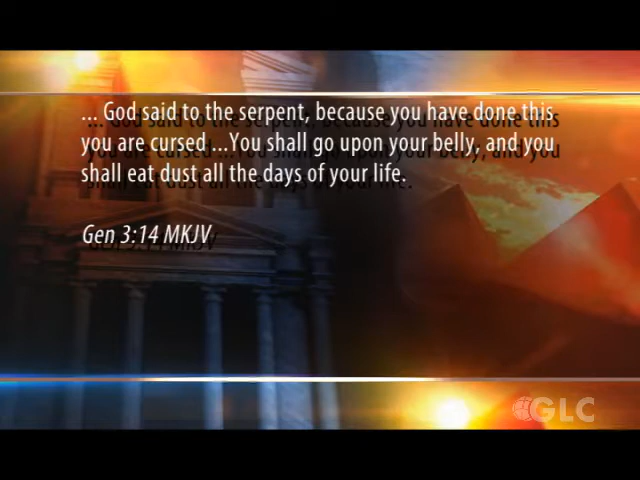 ... God said to the serpent, because you have done this
you are cursed ...You shall go upon your belly, and you
shall eat dust all the days of your life.
Gen 3:14 MKJV
GLC